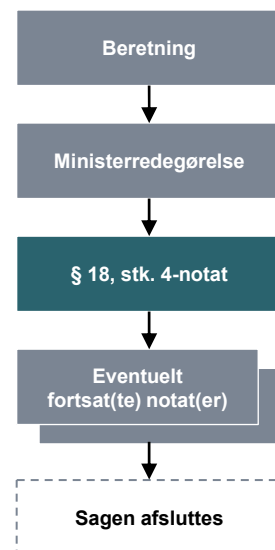 Beretning
Ministerredegørelse
§ 18, stk. 4-notat
Eventuelt
fortsat(te) notat(er)
Sagen afsluttes